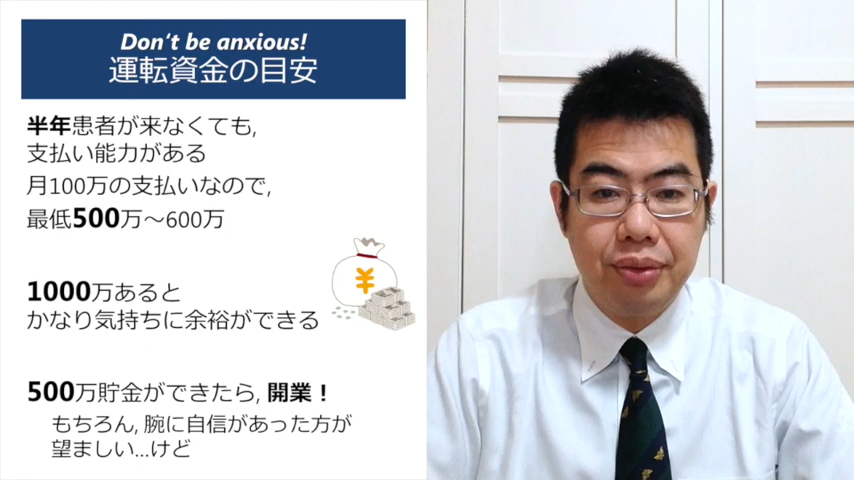 Don't be anxious!
運転資金の目安
半年患者が来なくても,
支払い能力がある
月100万の支払いなので,
最低500万～600万
¥
1000万あると
かなり気持ちに余裕ができる
500万貯金ができたら, 開業！
もちろん, 腕に自信があった方が
望ましい...けど